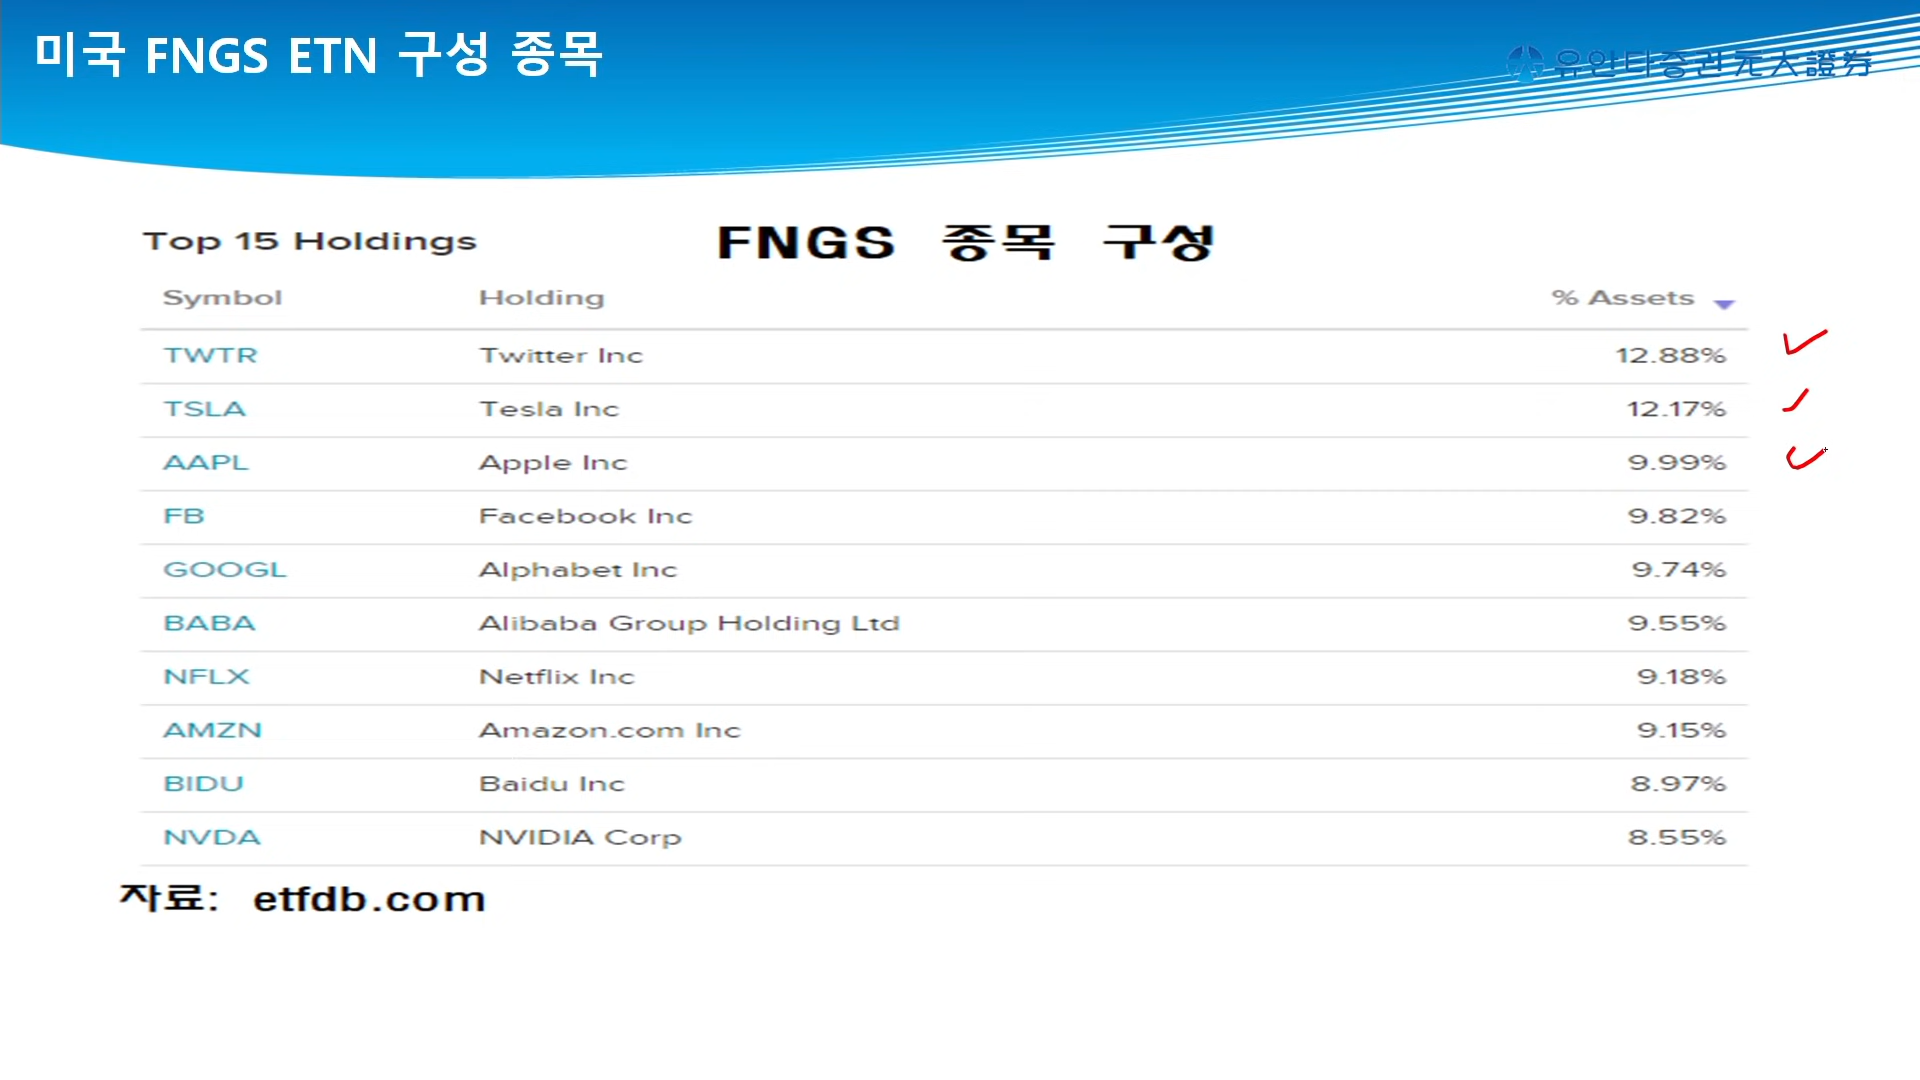 미국 FNGS ETN 구성 종목
유안타증권 元大證券
Top 15 Holdings
FNGS 종목 구성
Symbol Holding % Assets
TWTR Twitter Inc 12.88%
TSLA Tesla Inc 12.17%
AAPL Apple Inc 9.99%
FB Facebook Inc 9.82%
GOOGL Alphabet Inc 9.74%
BABA Alibaba Group Holding Ltd 9.55%
NFLX Netflix Inc 9.18%
AMZN Amazon.com Inc 9.15%
BIDU Baidu Inc 8.97%
NVDA NVIDIA Corp 8.55%
자료: etfdb.com